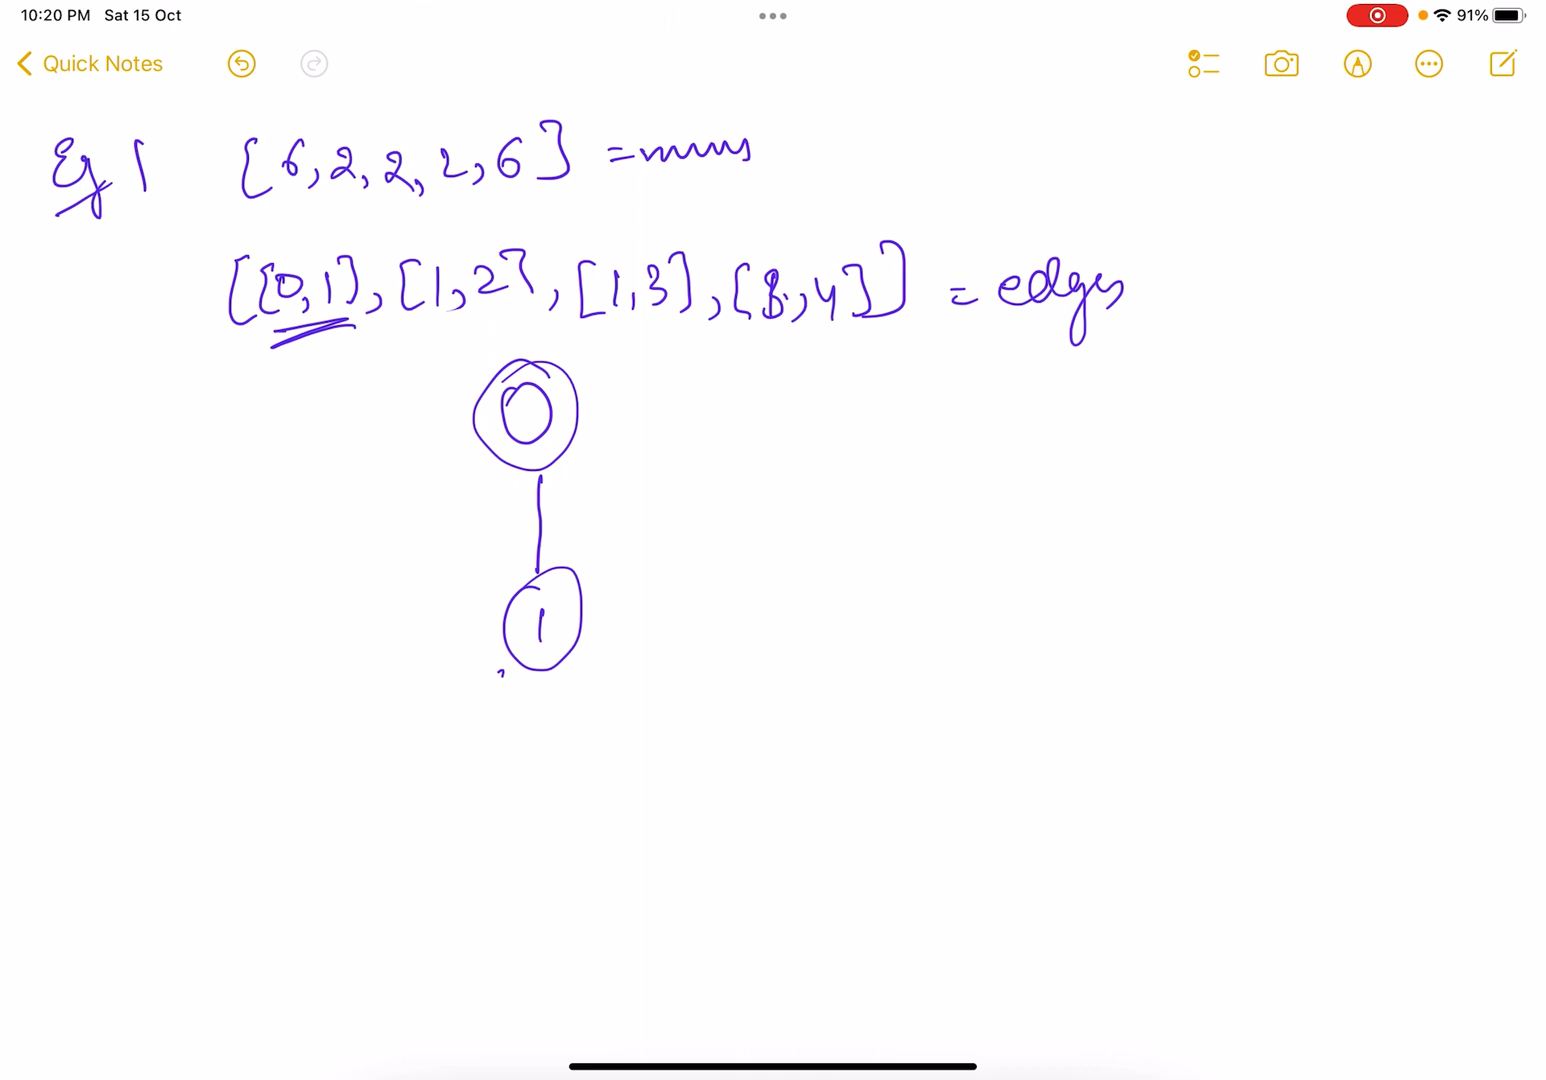 10:20 PM Sat 15 Oct
91%
Quick Notes
Eg 1 [6,2,2,2,6] = nums
[[0,1],[1,2],[1,3],[3,4]] = edges
0
1